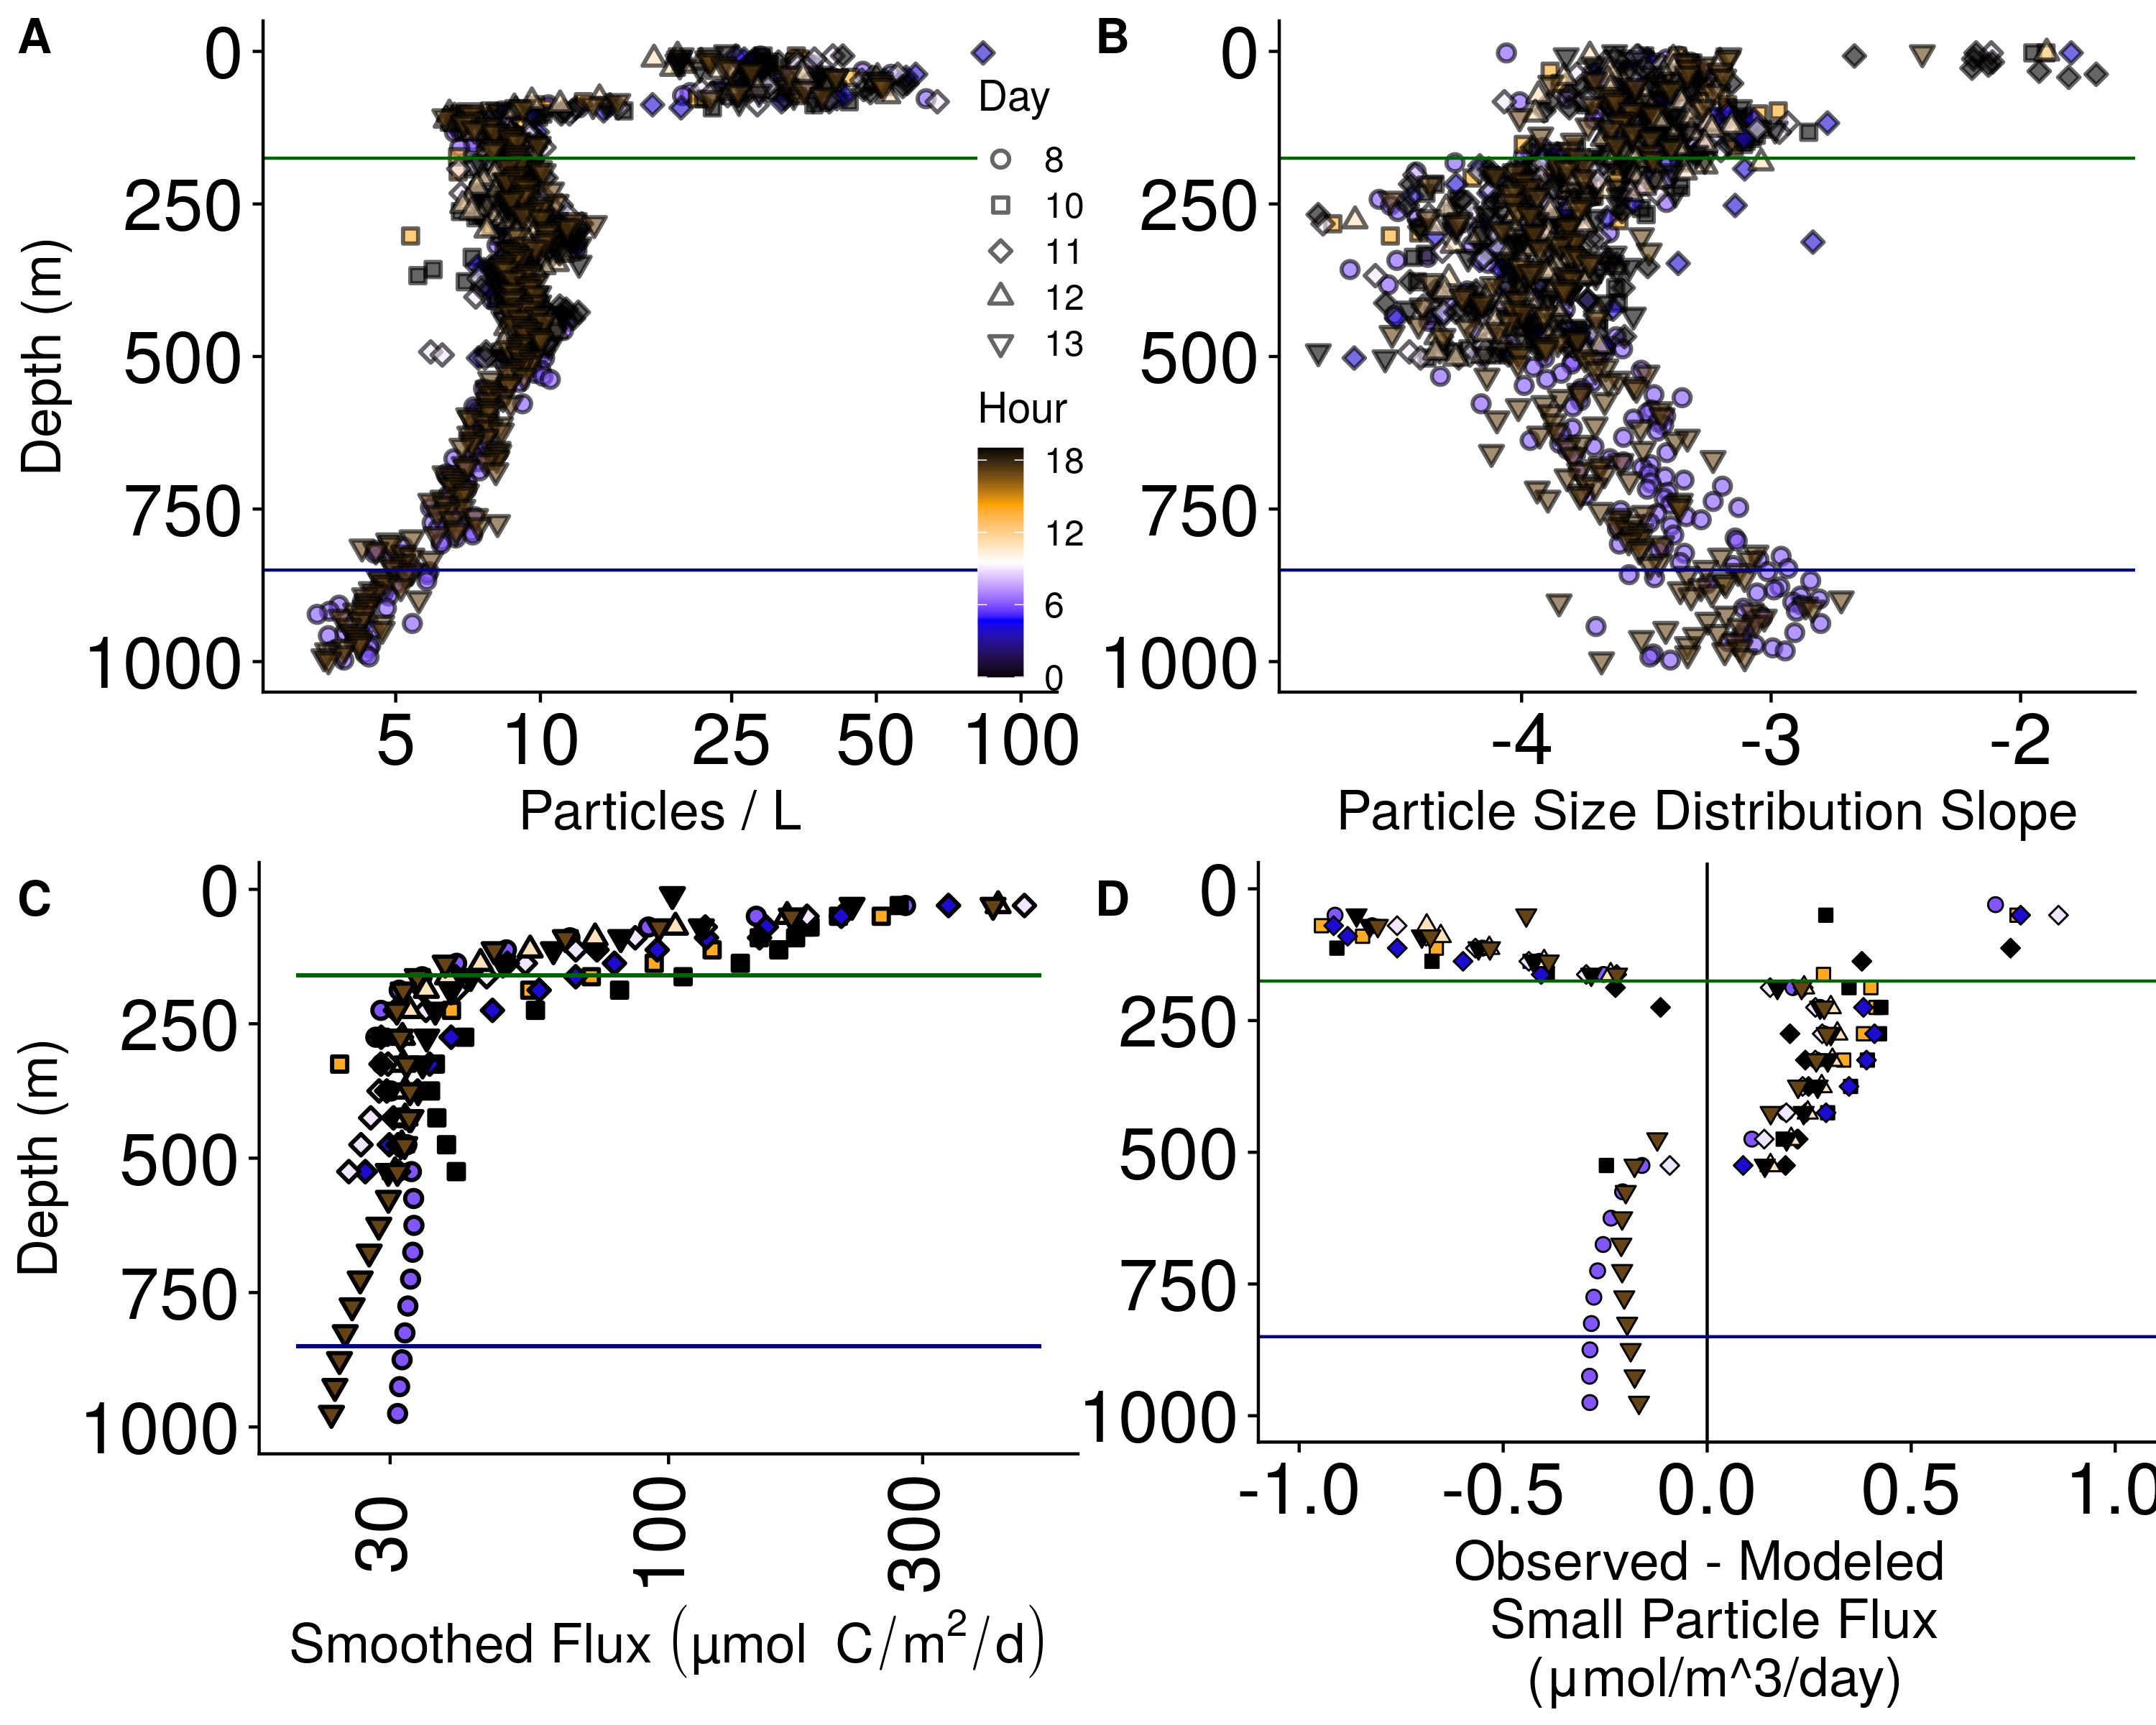 A
0
250
500
750
1000
Depth (m)
5 10 25 50 100
Particles / L
Day
8
10
11
12
13
Hour
18
12
6
0
B
0
250
500
750
1000
-4 -3 -2
Particle Size Distribution Slope
C
0
250
500
750
1000
Depth (m)
30 100 300
Smoothed Flux (µmol C/m²/d)
D
0
250
500
750
1000
-1.0 -0.5 0.0 0.5 1.0
Observed - Modeled
Small Particle Flux
(µmol/m^3/day)